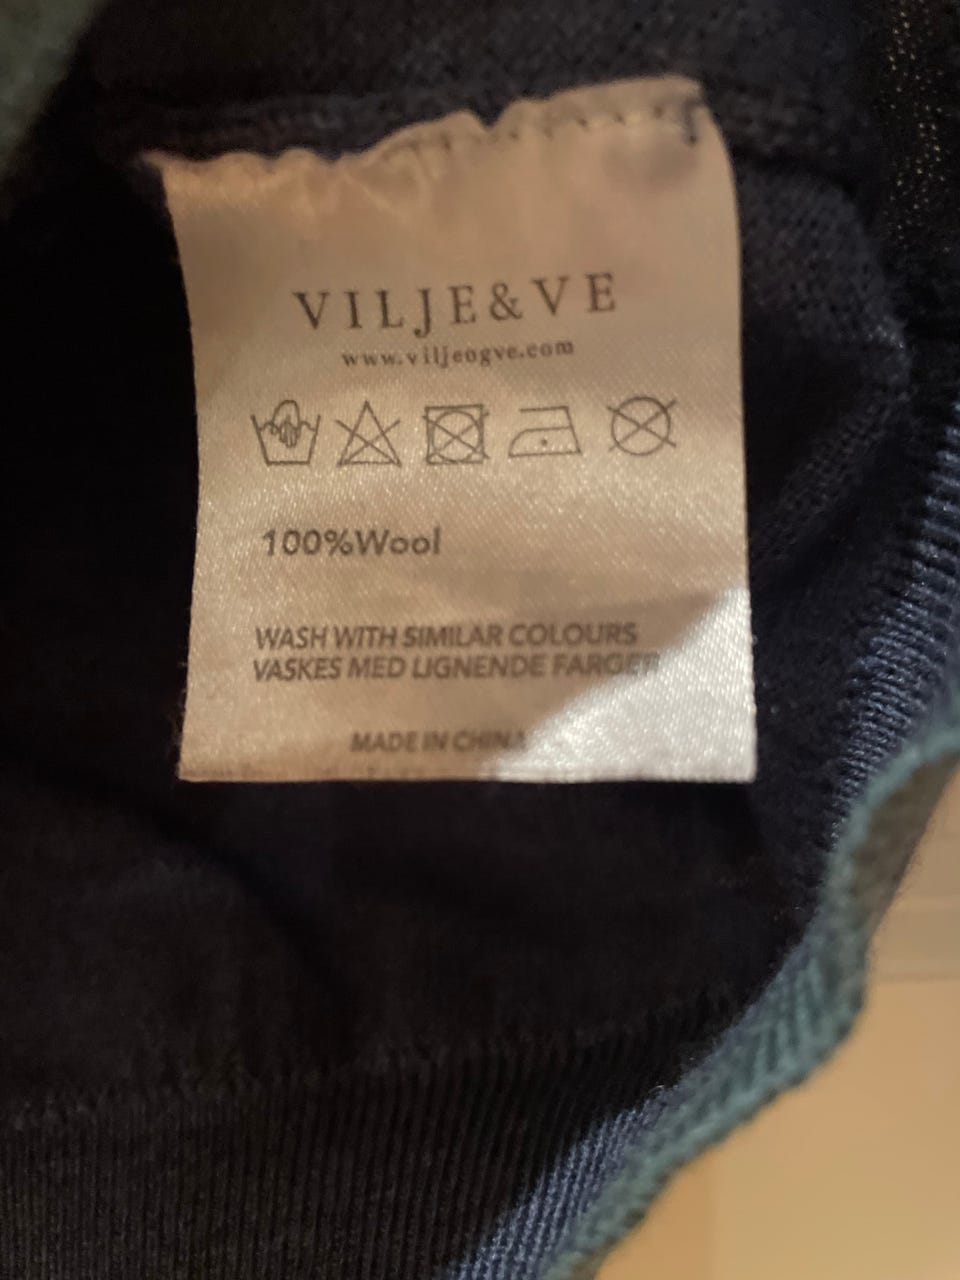 VILJE&VE
www.viljeogve.com
100%Wool
WASH WITH SIMILAR COLOURS
VASKES MED LIGNENDE FARGER
MADE IN CHINA